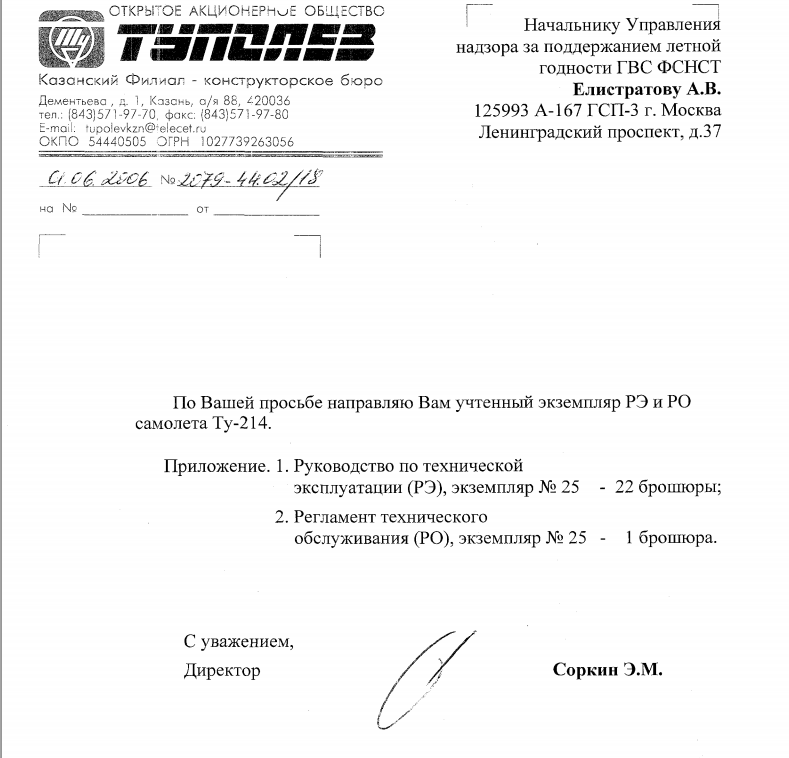 ОТКРЫТОЕ АКЦИОНЕРНОЕ ОБЩЕСТВО
ТУПОЛЕВ
Казанский Филиал - конструкторское бюро
Дементьева , д. 1, Казань, а/я 88, 420036
тел.: (843)571-97-70, факс: (843)571-97-80
E-mail: tupolevkzn@telecet.ru
ОКПО 54440505 ОГРН 1027739263056
06.2006 № 2079-44.02/18
на № от
Начальнику Управления
надзора за поддержанием летной
годности ГВС ФСНСТ
Елистратову А.В.
125993 А-167 ГСП-3 г. Москва
Ленинградский проспект, д.37
По Вашей просьбе направляю Вам учтенный экземпляр РЭ и РО
самолета Ту-214.
Приложение. 1. Руководство по технической
эксплуатации (РЭ), экземпляр № 25 - 22 брошюры;
2. Регламент технического
обслуживания (РО), экземпляр № 25 - 1 брошюра.
С уважением,
Директор Соркин Э.М.